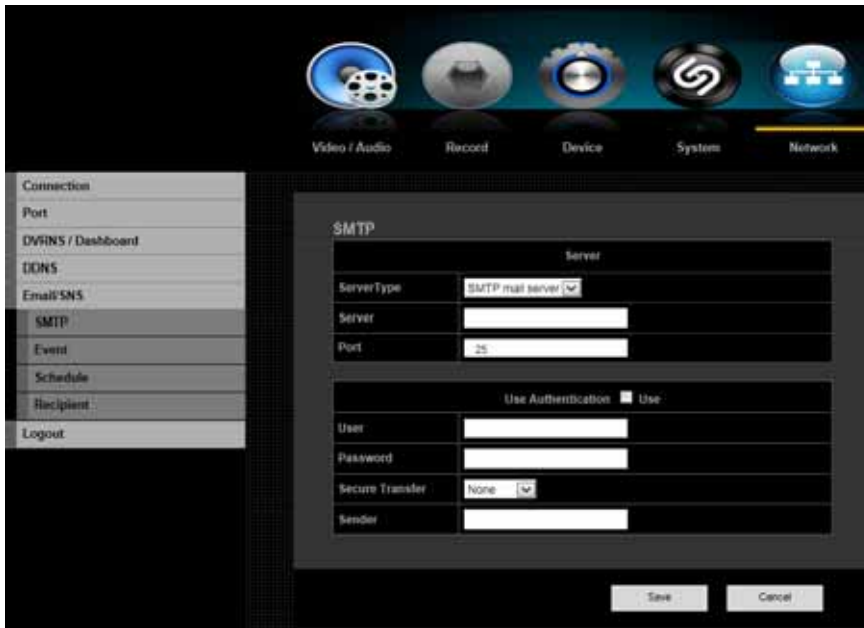 Video / Audio
Record
Device
System
Network
Connection
Port
DVRNS / Dashboard
DDNS
Email/SNS
SMTP
Event
Schedule
Recipient
Logout
SMTP
Server
ServerType SMTP mail server
Server
Port 25
Use Authentication Use
User
Password
Secure Transfer None
Sender
Save Cancel